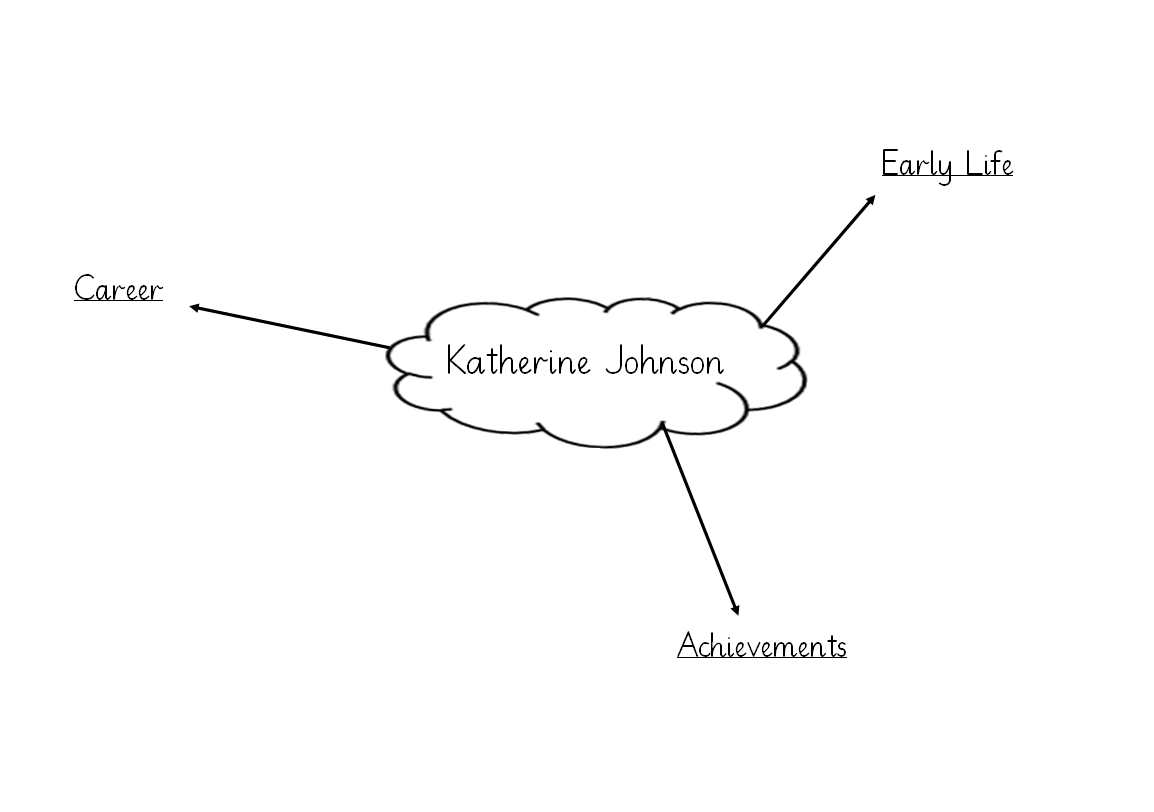 Early Life
Career
Katherine Johnson
Achievements